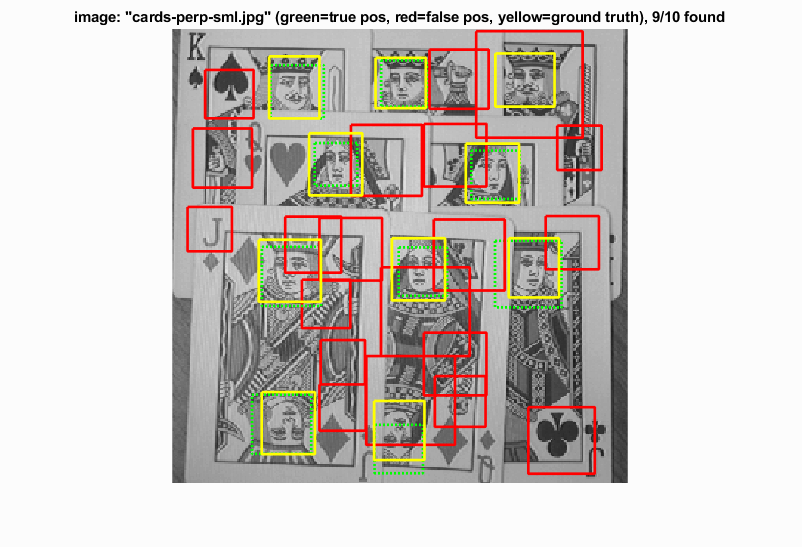 image: "cards-perp-sml.jpg" (green=true pos, red=false pos, yellow=ground truth), 9/10 found
K
Q
J
Q
J